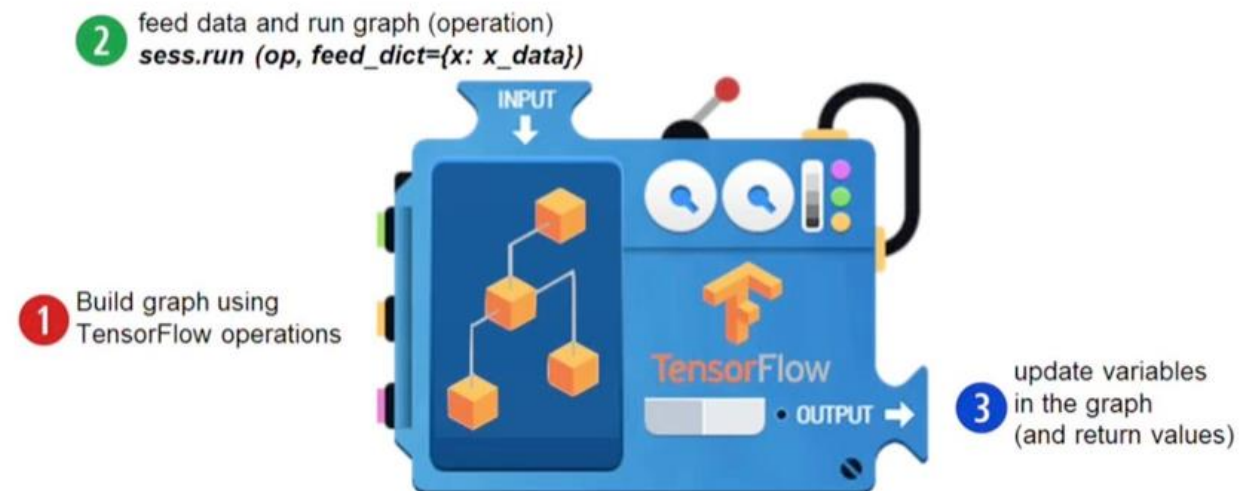 2
feed data and run graph (operation)
sess.run (op, feed_dict={x: x_data})
INPUT
1
Build graph using
TensorFlow operations
TensorFlow
OUTPUT
3
update variables
in the graph
(and return values)